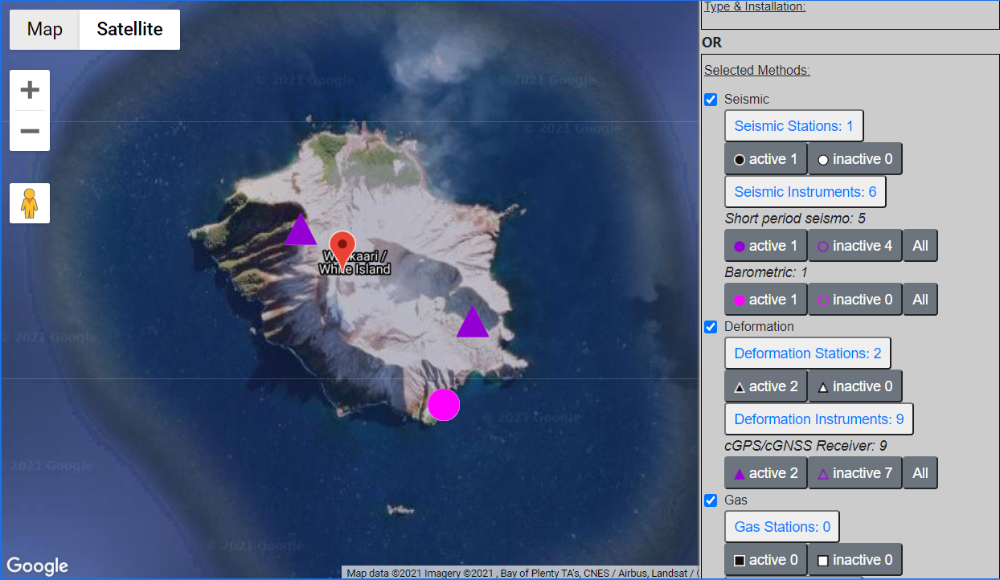 Map
Satellite
© 2021 Google
© 2021 Google
© 2023 Google
Whakaari /
White Island
© 2021 Google
© 2021 Google
© 2021 Google
© 2021 Google
Google
Map data ©2021 Imagery ©2021 , Bay of Plenty TA's, CNES / Airbus, Landsat /
Type & Installation:
OR
Selected Methods:
Seismic
Seismic Stations: 1
active 1 inactive 0
Seismic Instruments: 6
Short period seismo: 5
active 1 inactive 4 All
Barometric: 1
active 1 inactive 0 All
Deformation
Deformation Stations: 2
active 2 inactive 0
Deformation Instruments: 9
cGPS/cGNSS Receiver: 9
active 2 inactive 7 All
Gas
Gas Stations: 0
active 0 inactive 0